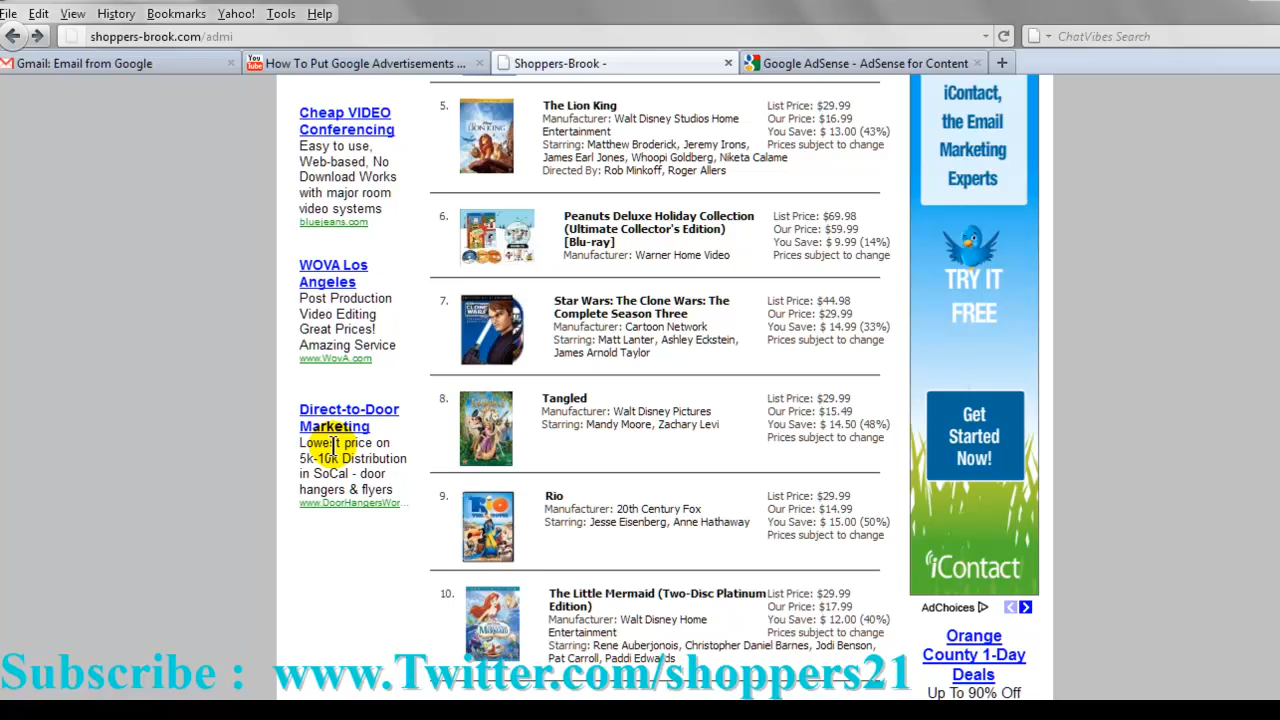 File Edit View History Bookmarks Yahoo! Tools Help
shoppers-brook.com/admi
ChatVibes Search
Gmail: Email from Google
You Tube
How To Put Google Advertisements ...
Shoppers-Brook -
Google AdSense - AdSense for Content
Cheap VIDEO
Conferencing
Easy to use,
Web-based, No
Download Works
with major room
video systems
bluejeans.com
WOVA Los
Angeles
Post Production
Video Editing
Great Prices!
Amazing Service
www.WovA.com
Direct-to-Door
Marketing
Lowest price on
5k-10k Distribution
in SoCal - door
hangers & flyers
www.DoorHangersWor...
5.
The Lion King
Manufacturer: Walt Disney Studios Home
Entertainment
Starring: Matthew Broderick, Jeremy Irons,
James Earl Jones, Whoopi Goldberg, Niketa Calame
Directed By: Rob Minkoff, Roger Allers
List Price: $29.99
Our Price: $16.99
You Save: $ 13.00 (43%)
Prices subject to change
6.
Peanuts Deluxe Holiday Collection
(Ultimate Collector's Edition)
[Blu-ray]
Manufacturer: Warner Home Video
List Price: $69.98
Our Price: $59.99
You Save: $ 9.99 (14%)
Prices subject to change
7.
Star Wars: The Clone Wars: The
Complete Season Three
Manufacturer: Cartoon Network
Starring: Matt Lanter, Ashley Eckstein,
James Arnold Taylor
List Price: $44.98
Our Price: $29.99
You Save: $ 14.99 (33%)
Prices subject to change
8.
Tangled
Manufacturer: Walt Disney Pictures
Starring: Mandy Moore, Zachary Levi
List Price: $29.99
Our Price: $15.49
You Save: $ 14.50 (48%)
Prices subject to change
9.
Rio
Manufacturer: 20th Century Fox
Starring: Jesse Eisenberg, Anne Hathaway
List Price: $29.99
Our Price: $14.99
You Save: $ 15.00 (50%)
Prices subject to change
10.
The Little Mermaid (Two-Disc Platinum
Edition)
Manufacturer: Walt Disney Home
Entertainment
Starring: Rene Auberjonois, Christopher Daniel Barnes, Jodi Benson,
Pat Carroll, Paddi Edwards
List Price: $29.99
Our Price: $17.99
You Save: $ 12.00 (40%)
Prices subject to change
iContact,
the Email
Marketing
Experts
TRY IT
FREE
Get
Started
Now!
iContact
AdChoices
Orange
County 1-Day
Deals
Up To 90% Off
Subscribe : www.Twitter.com/shoppers21